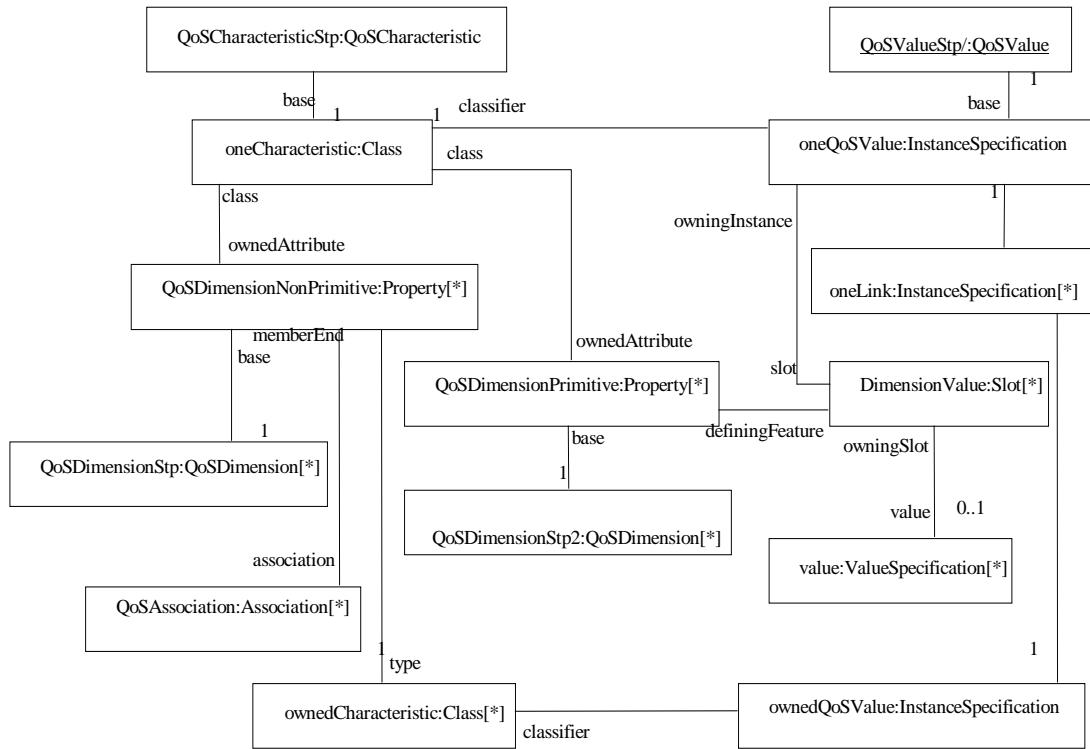 QoSCharacteristicStp:QoSCharacteristic
QoSValueStp/:QoSValue
base
1
1
classifier
1
base
oneCharacteristic:Class
class
oneQoSValue:InstanceSpecification
class
1
owningInstance
ownedAttribute
QoSDimensionNonPrimitive:Property[*]
oneLink:InstanceSpecification[*]
memberEnd
1
base
ownedAttribute
slot
QoSDimensionPrimitive:Property[*]
DimensionValue:Slot[*]
definingFeature
1
base
owningSlot
QoSDimensionStp:QoSDimension[*]
1
value
0..1
QoSDimensionStp2:QoSDimension[*]
association
value:ValueSpecification[*]
QoSAssociation:Association[*]
1
type
1
ownedCharacteristic:Class[*]
classifier
ownedQoSValue:InstanceSpecification